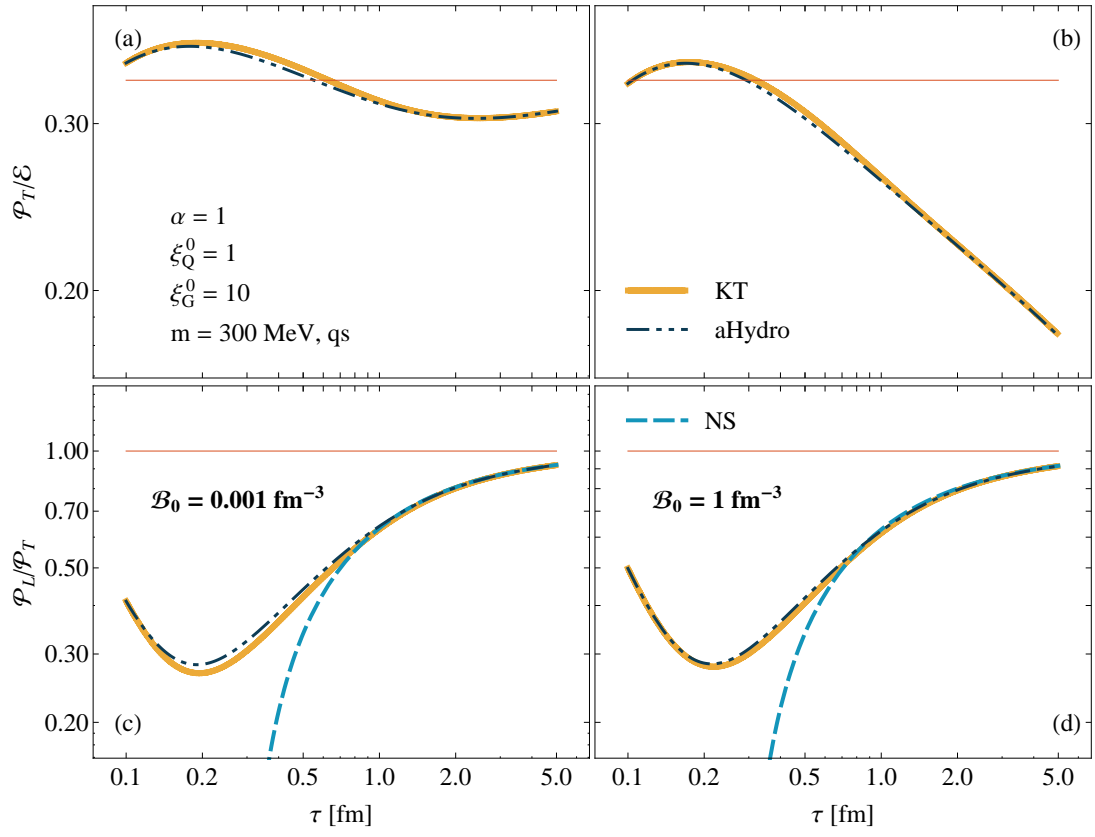 (a)
(b)
0.30
0.20
𝒫_T/ℰ
α = 1
ξ_Q^0 = 1
ξ_G^0 = 10
m = 300 MeV, qs
KT
aHydro
NS
1.00
0.70
0.50
0.30
0.20
𝒫_L/𝒫_T
ℬ_0 = 0.001 fm^−3
ℬ_0 = 1 fm^−3
(c)
(d)
0.1 0.2 0.5 1.0 2.0 5.0
0.1 0.2 0.5 1.0 2.0 5.0
τ [fm]
τ [fm]